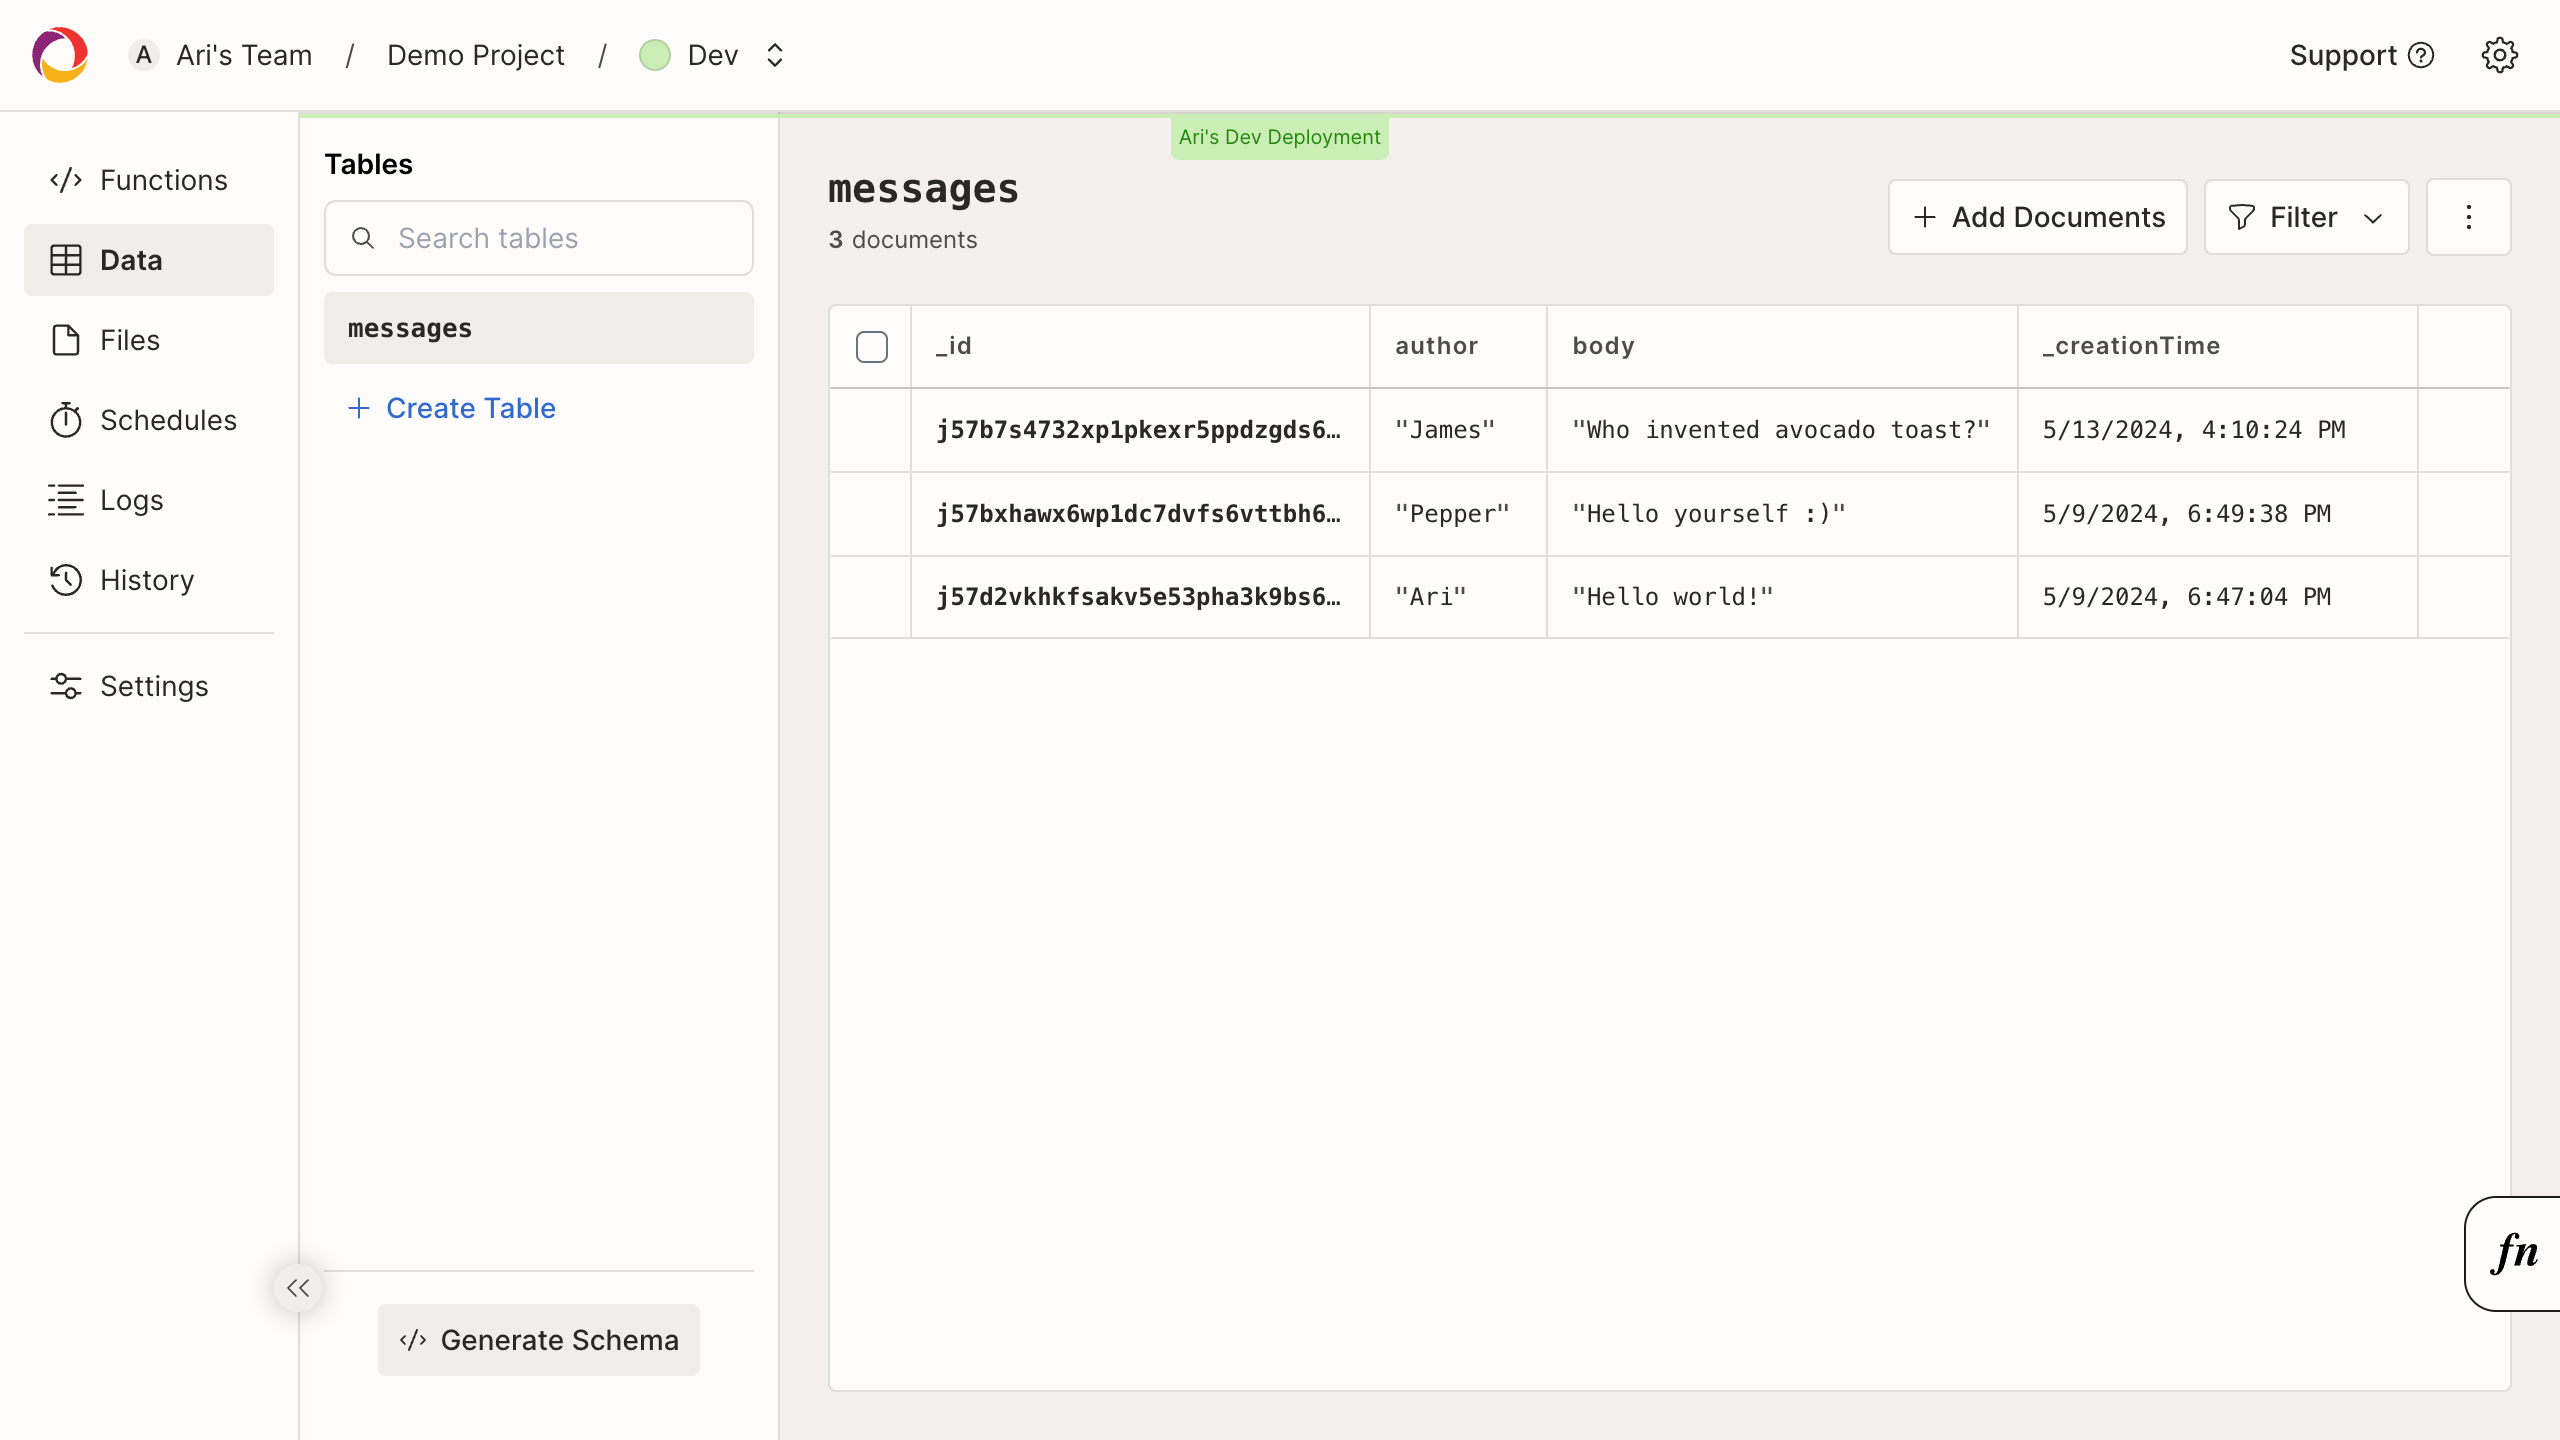 A Ari's Team / Demo Project / Dev
Support
Functions
Data
Files
Schedules
Logs
History
Settings
Tables
Search tables
messages
Create Table
Generate Schema
Ari's Dev Deployment
messages
3 documents
Add Documents
Filter
_id author body _creationTime
j57b7s4732xp1pkexr5ppdzgds6… "James" "Who invented avocado toast?" 5/13/2024, 4:10:24 PM
j57bxhawx6wp1dc7dvfs6vttbh6… "Pepper" "Hello yourself :)" 5/9/2024, 6:49:38 PM
j57d2vkhkfsakv5e53pha3k9bs6… "Ari" "Hello world!" 5/9/2024, 6:47:04 PM
fn